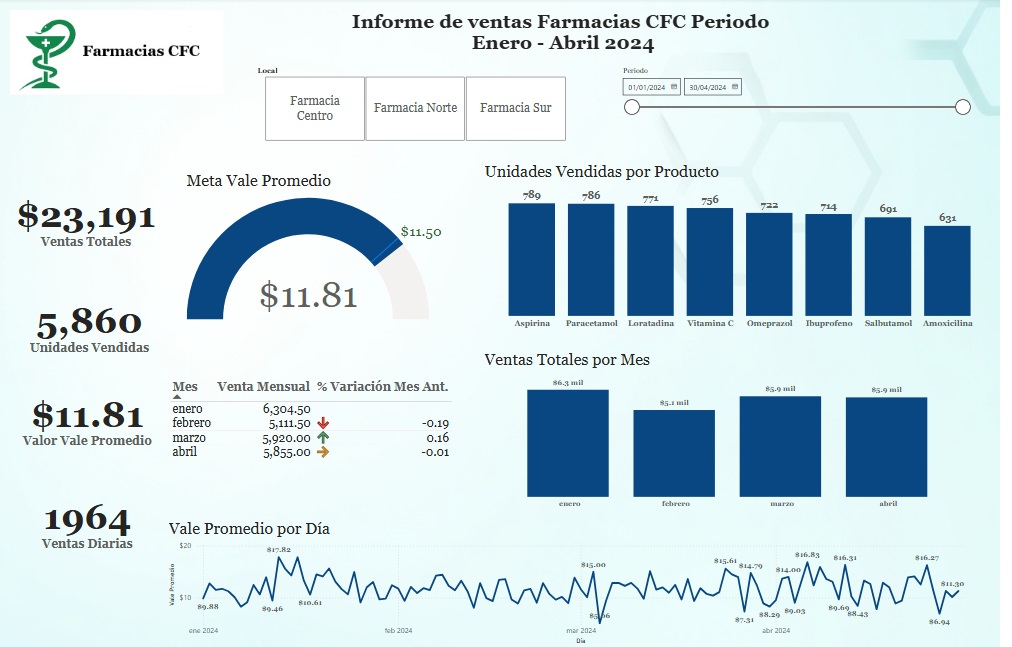 Farmacias CFC
Informe de ventas Farmacias CFC Periodo
Enero - Abril 2024
Local
Farmacia
Centro
Farmacia Norte
Farmacia Sur
Periodo
01/01/2024
30/04/2024
$23,191
Ventas Totales
5,860
Unidades Vendidas
$11.81
Valor Vale Promedio
1964
Ventas Diarias
Meta Vale Promedio
$11.50
$11.81
Unidades Vendidas por Producto
789 786 771 756 722 714 691 631
Aspirina Paracetamol Loratadina Vitamina C Omeprazol Ibuprofeno Salbutamol Amoxicilina
Mes Venta Mensual % Variación Mes Ant.
enero 6,304.50
febrero 5,111.50 -0.19
marzo 5,920.00 0.16
abril 5,855.00 -0.01
Ventas Totales por Mes
$6.3 mil $5.1 mil $5.9 mil $5.9 mil
enero febrero marzo abril
Vale Promedio por Día
Vale Promedio
$20
$10
$9.88 $17.82 $9.46 $10.61 $15.00 $15.61 $7.31 $14.79 $8.29 $14.00 $9.03 $16.83 $9.69 $16.31 $8.43 $16.27 $6.94 $11.30
ene 2024 feb 2024 mar 2024 abr 2024
Día